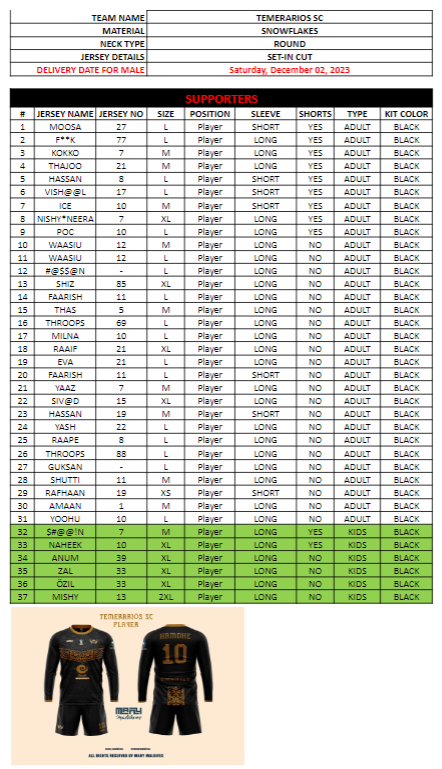 TEAM NAME TEMERARIOS SC
MATERIAL SNOWFLAKES
NECK TYPE ROUND
JERSEY DETAILS SET-IN CUT
DELIVERY DATE FOR MALE Saturday, December 02, 2023
SUPPORTERS
# JERSEY NAME JERSEY NO SIZE POSITION SLEEVE SHORTS TYPE KIT COLOR
1 MOOSA 27 L Player SHORT YES ADULT BLACK
2 F**K 77 L Player LONG YES ADULT BLACK
3 KOKKO 7 M Player LONG YES ADULT BLACK
4 THAJOO 21 M Player LONG YES ADULT BLACK
5 HASSAN 8 L Player SHORT YES ADULT BLACK
6 VISH@@L 17 L Player SHORT YES ADULT BLACK
7 ICE 10 M Player SHORT YES ADULT BLACK
8 NISHY*NEERA 7 XL Player LONG YES ADULT BLACK
9 POC 10 L Player LONG YES ADULT BLACK
10 WAASIU 12 M Player LONG NO ADULT BLACK
11 WAASIU 12 L Player LONG NO ADULT BLACK
12 #@$$@N - L Player LONG NO ADULT BLACK
13 SHIZ 85 XL Player LONG NO ADULT BLACK
14 FAARISH 11 L Player LONG NO ADULT BLACK
15 THAS 5 M Player LONG NO ADULT BLACK
16 THROOPS 69 L Player LONG NO ADULT BLACK
17 MILNA 10 L Player LONG NO ADULT BLACK
18 RAAIF 21 XL Player LONG NO ADULT BLACK
19 EVA 21 L Player LONG NO ADULT BLACK
20 FAARISH 11 L Player SHORT NO ADULT BLACK
21 YAAZ 7 M Player LONG NO ADULT BLACK
22 SIV@D 15 XL Player LONG NO ADULT BLACK
23 HASSAN 19 M Player SHORT NO ADULT BLACK
24 YASH 22 L Player LONG NO ADULT BLACK
25 RAAPE 8 L Player LONG NO ADULT BLACK
26 THROOPS 88 L Player LONG NO ADULT BLACK
27 GUKSAN - L Player LONG NO ADULT BLACK
28 SHUTTI 11 M Player LONG NO ADULT BLACK
29 RAFHAAN 19 XS Player SHORT NO ADULT BLACK
30 AMAAN 1 M Player LONG NO ADULT BLACK
31 YOOHU 10 L Player LONG NO ADULT BLACK
32 S#@@!N 7 M Player LONG YES KIDS BLACK
33 NAHEEK 10 XL Player LONG YES KIDS BLACK
34 ANUM 39 XL Player LONG NO KIDS BLACK
35 ZAL 33 XL Player LONG NO KIDS BLACK
36 ÖZIL 33 XL Player LONG NO KIDS BLACK
37 MISHY 13 2XL Player LONG NO KIDS BLACK
TEMERARIOS SC
PLAYER
HAMDHE
10
MBRY
Maldives
ALL RIGHTS RESERVED BY MBRY MALDIVES